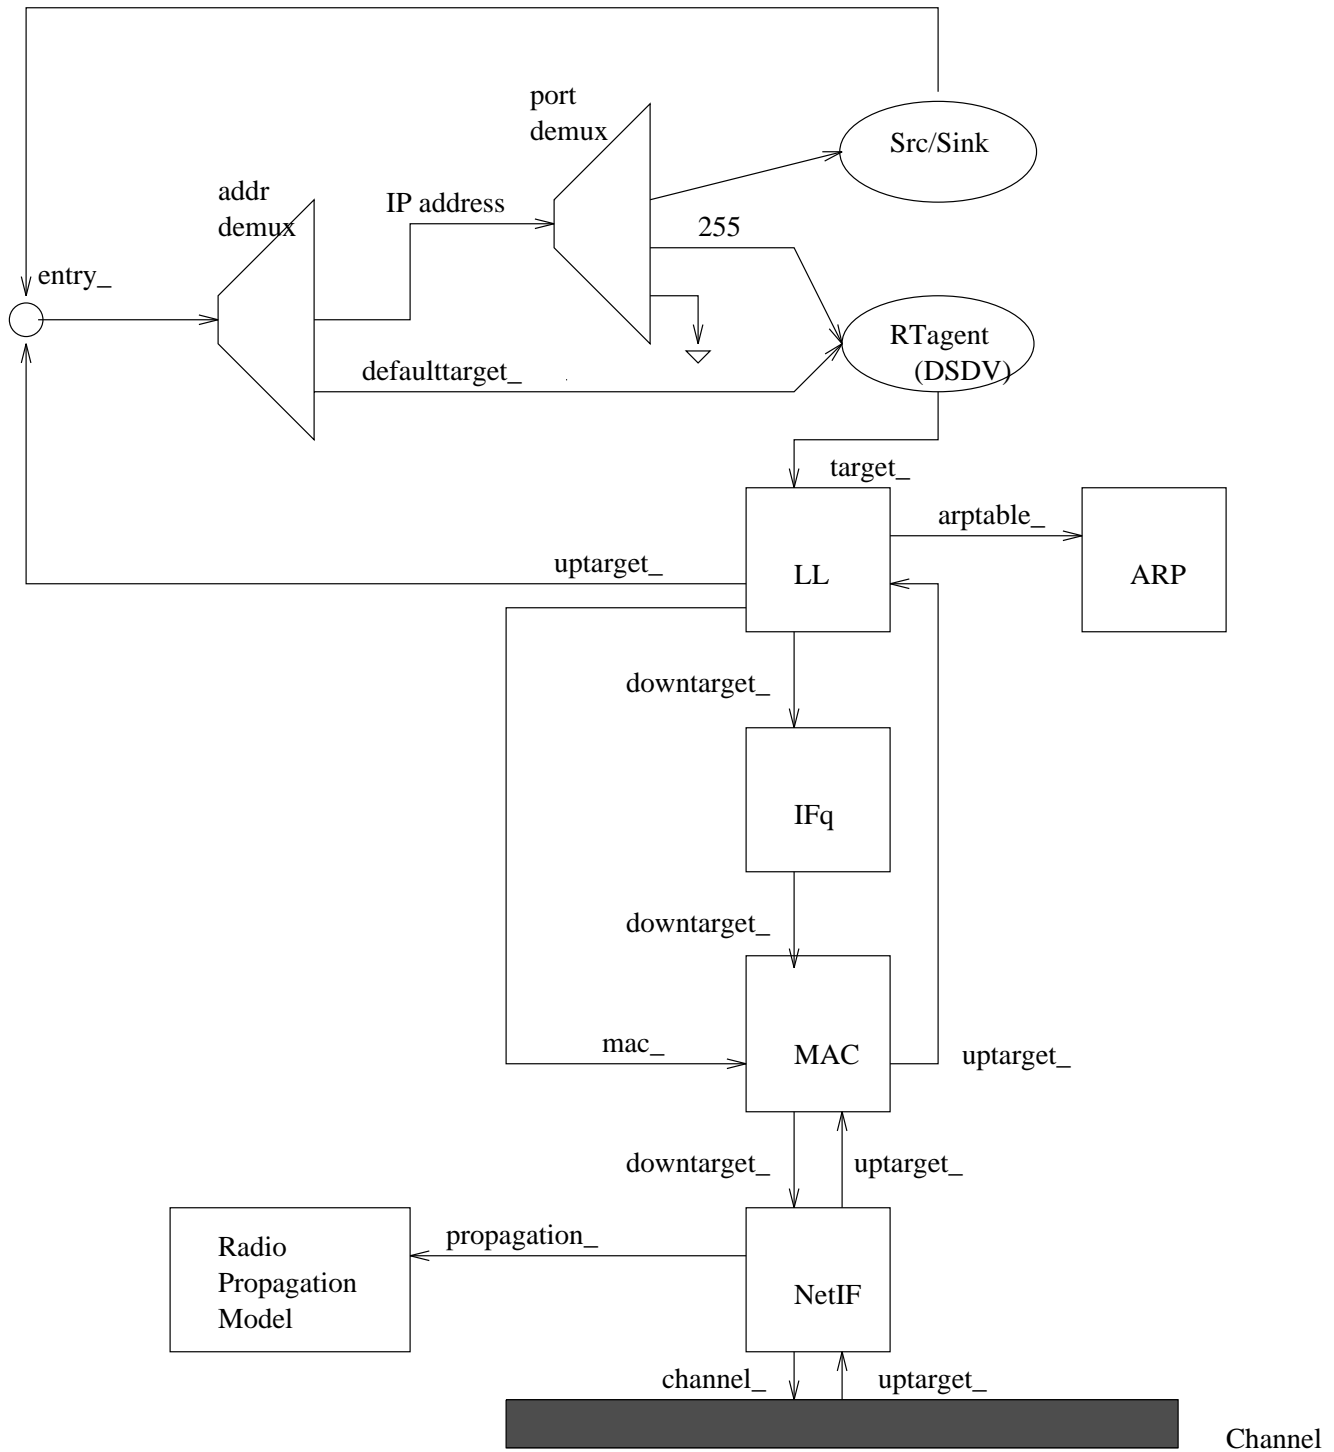 port
demux
Src/Sink
addr
demux
IP address
255
entry_
RTagent
(DSDV)
defaulttarget_
target_
arptable_
uptarget_
LL
ARP
downtarget_
IFq
downtarget_
mac_
MAC
uptarget_
downtarget_
uptarget_
propagation_
Radio
Propagation
Model
NetIF
channel_
uptarget_
Channel